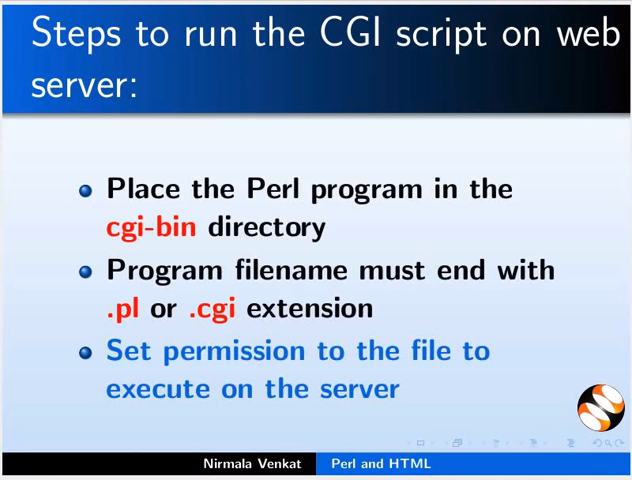 Steps to run the CGI script on web
server:
Place the Perl program in the
cgi-bin directory
Program filename must end with
.pl or .cgi extension
Set permission to the file to
execute on the server
Nirmala Venkat
Perl and HTML